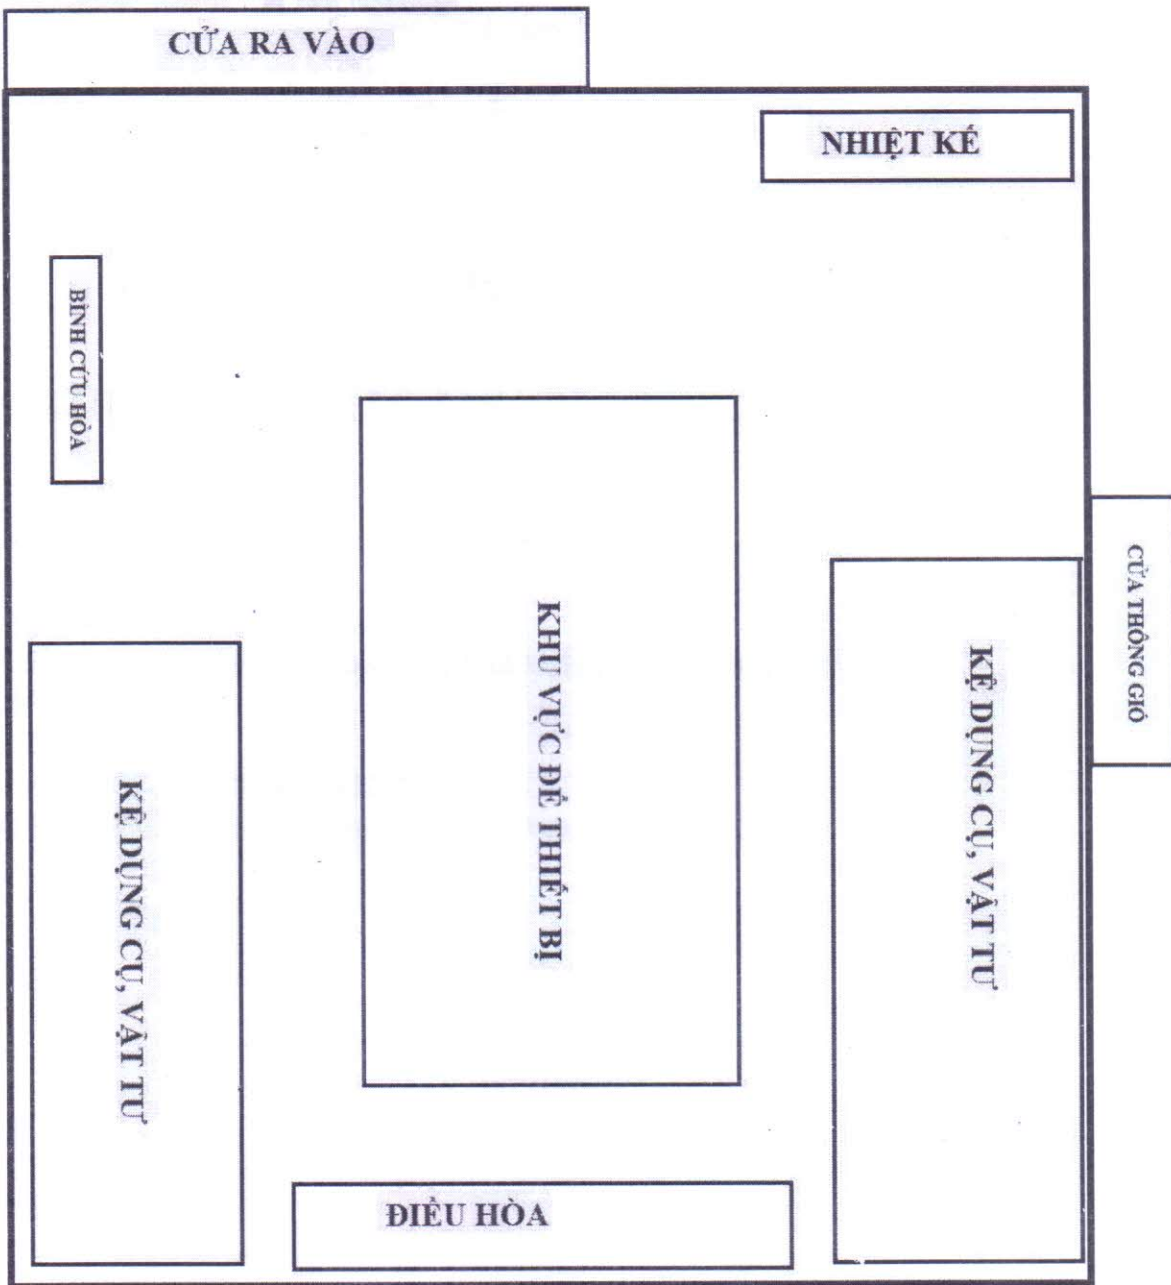 CỬA RA VÀO
NHIỆT KẾ
BÌNH CỨU HỎA
CỬA THÔNG GIÓ
KHU VỰC ĐỂ THIẾT BỊ
KỆ DỤNG CỤ, VẬT TƯ
KỆ DỤNG CỤ, VẬT TƯ
ĐIỀU HÒA